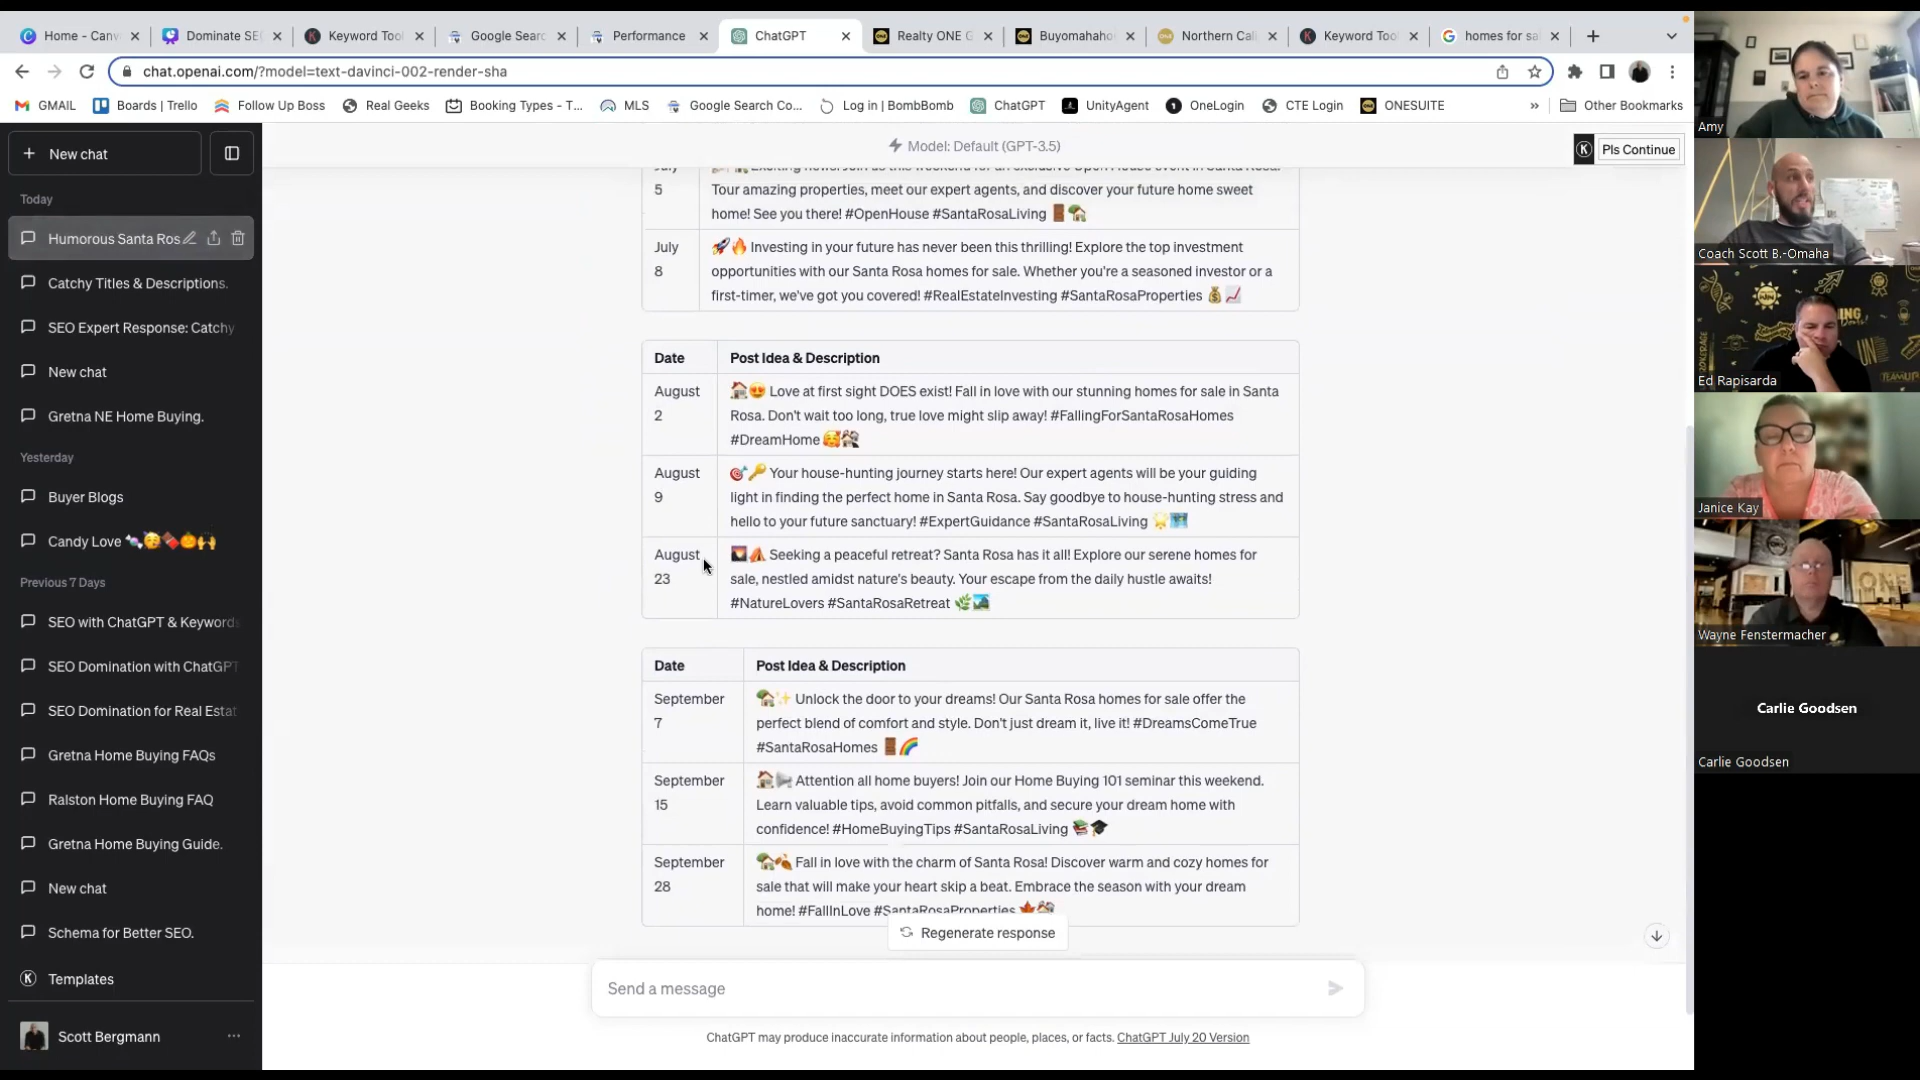 Home - Canv
Dominate SE
Keyword Tool
Google Searc
Performance
ChatGPT
Realty ONE G
Buyomahaho
Northern Cali
Keyword Too
homes for sa
chat.openai.com/?model=text-davinci-002-render-sha
GMAIL
Boards | Trello
Follow Up Boss
Real Geeks
Booking Types - T...
MLS
Google Search Co...
Log in | BombBomb
ChatGPT
UnityAgent
OneLogin
CTE Login
ONESUITE
»
Other Bookmarks
New chat
Today
Humorous Santa Ros
Catchy Titles & Descriptions.
SEO Expert Response: Catchy
New chat
Gretna NE Home Buying.
Yesterday
Buyer Blogs
Candy Love 🍬🥰🍫🎃🙌
Previous 7 Days
SEO with ChatGPT & Keywords
SEO Domination with ChatGPT
SEO Domination for Real Estat
Gretna Home Buying FAQs
Ralston Home Buying FAQ
Gretna Home Buying Guide.
New chat
Schema for Better SEO.
Templates
Scott Bergmann
Model: Default (GPT-3.5)
Pls Continue
July
5
Tour amazing properties, meet our expert agents, and discover your future home sweet
home! See you there! #OpenHouse #SantaRosaLiving 🚪🏡
July
8
🚀🔥 Investing in your future has never been this thrilling! Explore the top investment
opportunities with our Santa Rosa homes for sale. Whether you're a seasoned investor or a
first-timer, we've got you covered! #RealEstateInvesting #SantaRosaProperties 💰📈
Date
Post Idea & Description
August
2
🏠😍 Love at first sight DOES exist! Fall in love with our stunning homes for sale in Santa
Rosa. Don't wait too long, true love might slip away! #FallingForSantaRosaHomes
#DreamHome 🥰🏘️
August
9
🎯🔑 Your house-hunting journey starts here! Our expert agents will be your guiding
light in finding the perfect home in Santa Rosa. Say goodbye to house-hunting stress and
hello to your future sanctuary! #ExpertGuidance #SantaRosaLiving 🌟🗺️
August
23
🌄⛺ Seeking a peaceful retreat? Santa Rosa has it all! Explore our serene homes for
sale, nestled amidst nature's beauty. Your escape from the daily hustle awaits!
#NatureLovers #SantaRosaRetreat 🌿🏞️
Date
Post Idea & Description
September
7
🏡✨ Unlock the door to your dreams! Our Santa Rosa homes for sale offer the
perfect blend of comfort and style. Don't just dream it, live it! #DreamsComeTrue
#SantaRosaHomes 🚪🌈
September
15
🏠📢 Attention all home buyers! Join our Home Buying 101 seminar this weekend.
Learn valuable tips, avoid common pitfalls, and secure your dream home with
confidence! #HomeBuyingTips #SantaRosaLiving 📚🎓
September
28
🏡🍂 Fall in love with the charm of Santa Rosa! Discover warm and cozy homes for
sale that will make your heart skip a beat. Embrace the season with your dream
home! #FallInLove #SantaRosaProperties 🍁🏘️
Regenerate response
Send a message
ChatGPT may produce inaccurate information about people, places, or facts. ChatGPT July 20 Version
Amy
Coach Scott B.-Omaha
Ed Rapisarda
Janice Kay
ONE
Wayne Fenstermacher
Carlie Goodsen
Carlie Goodsen